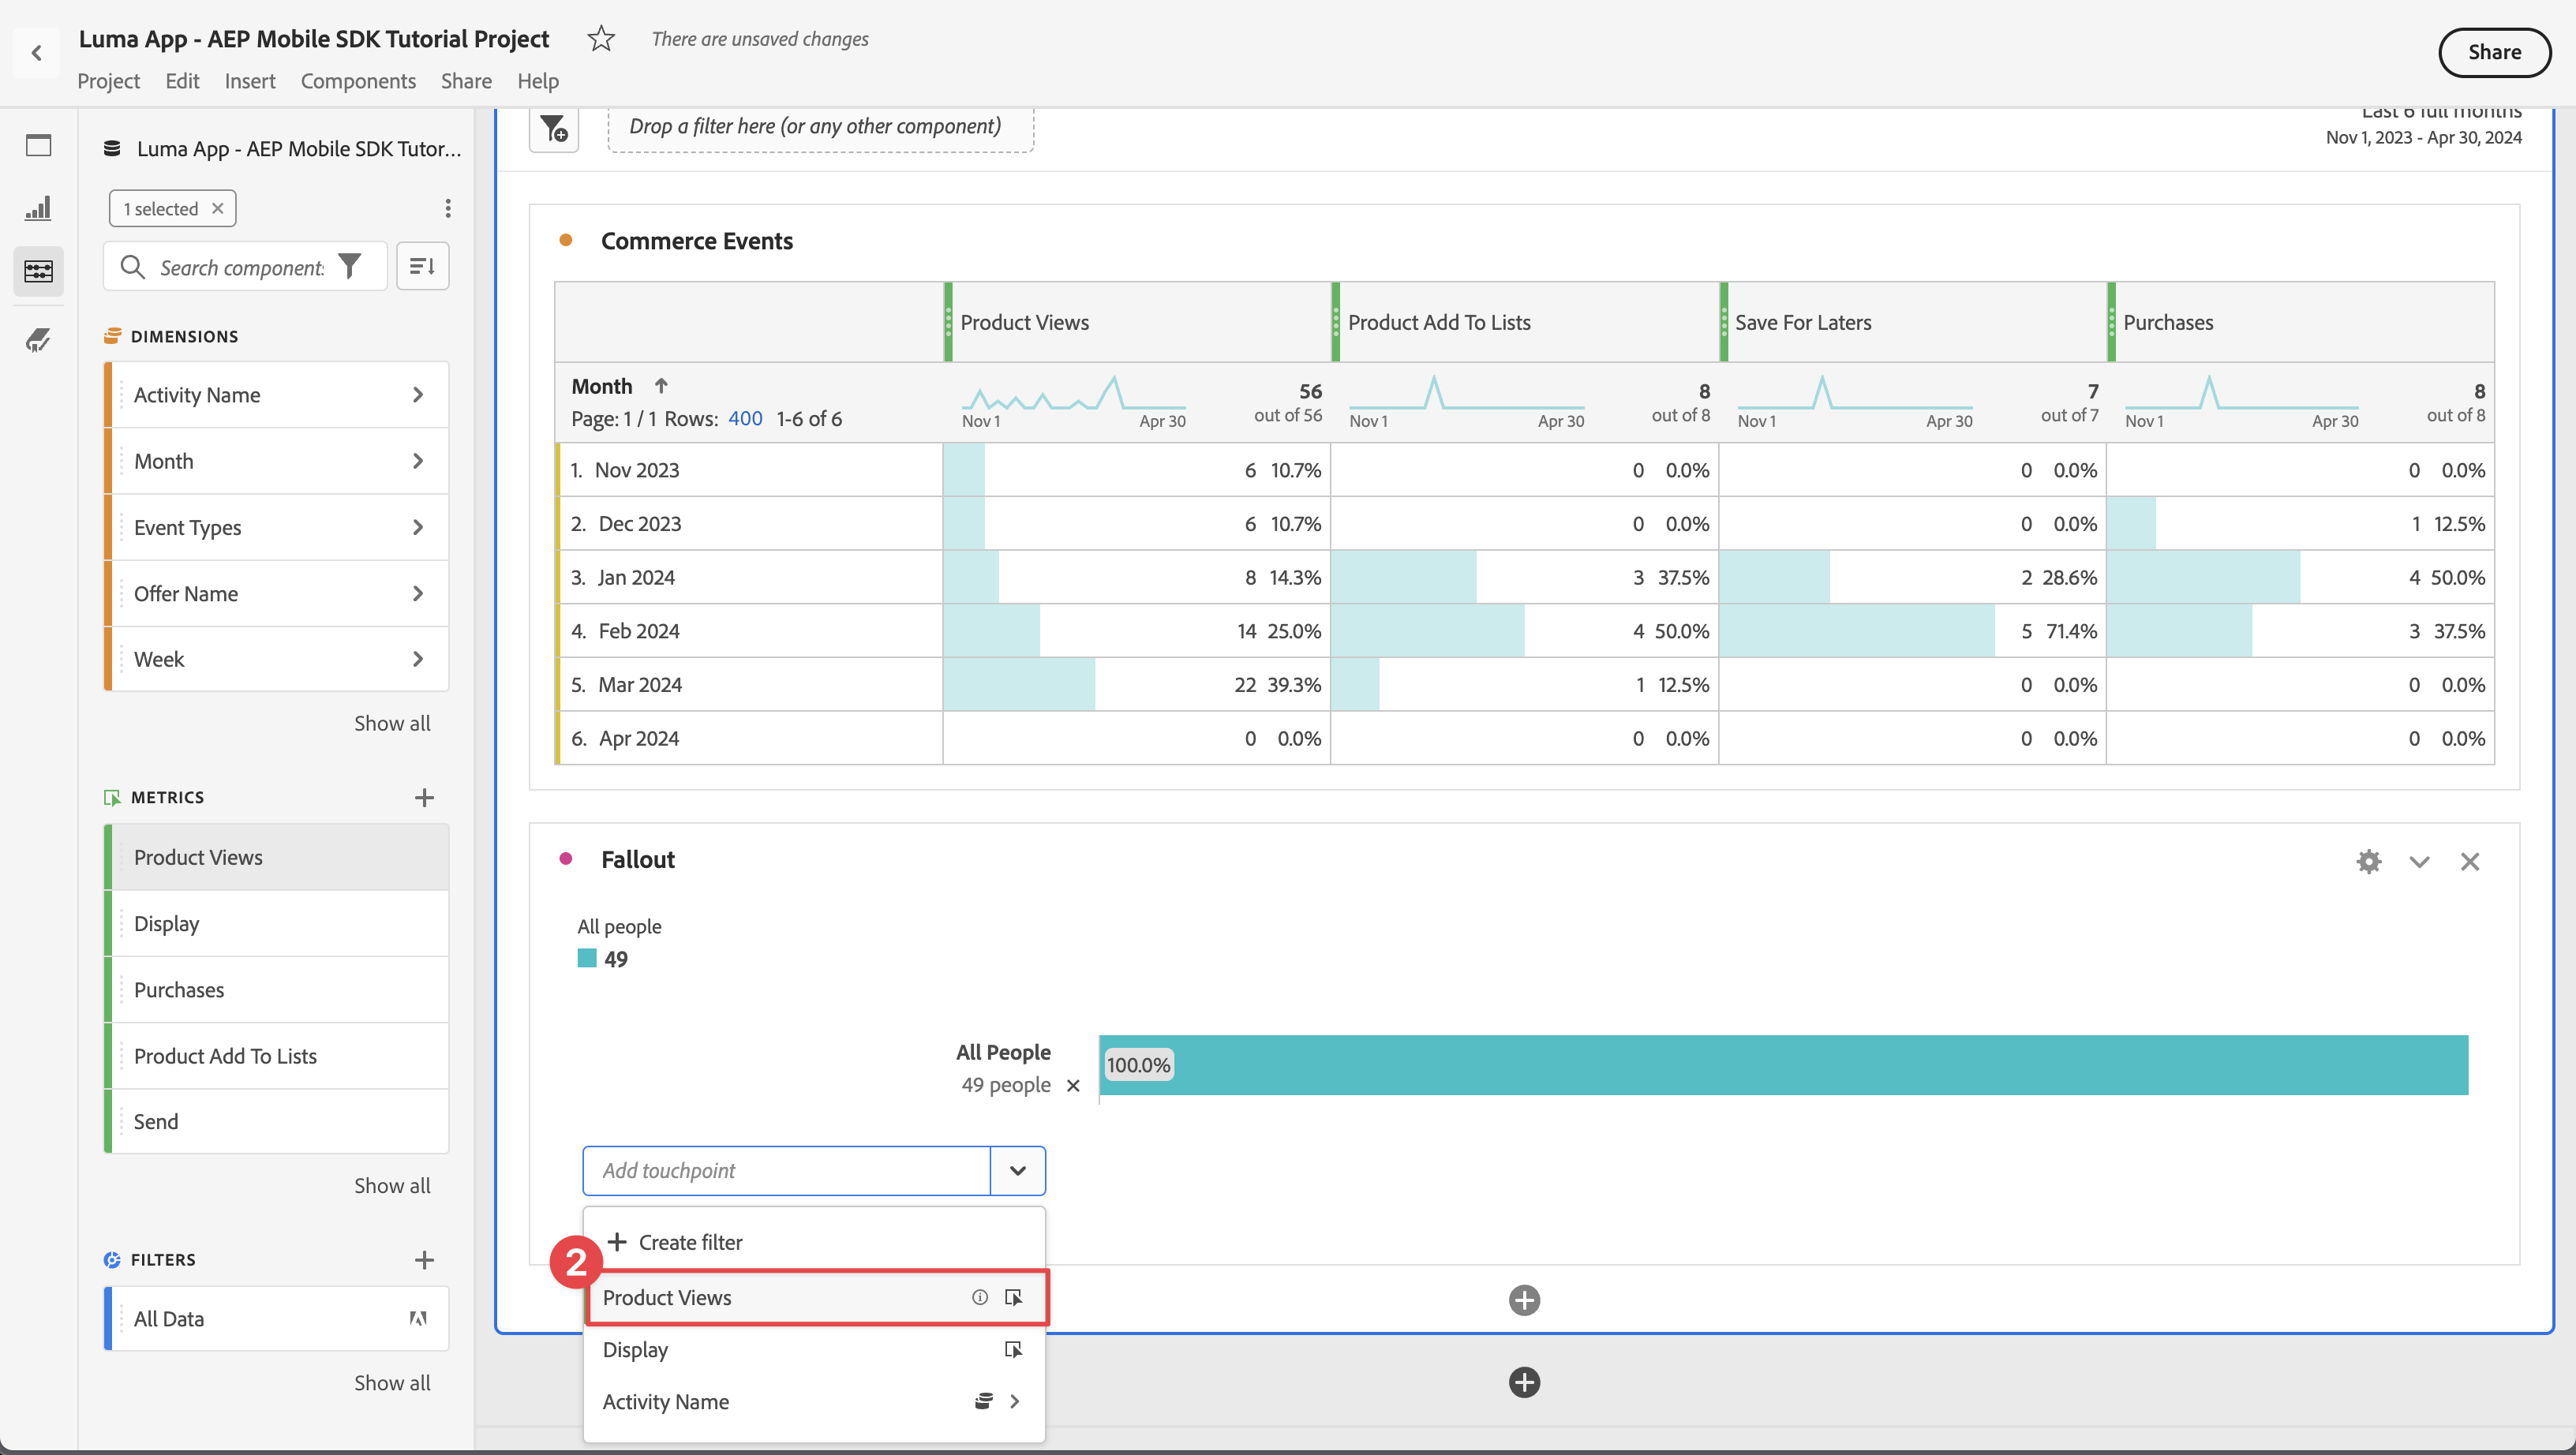 Luma App - AEP Mobile SDK Tutorial Project
There are unsaved changes
Share
Project Edit Insert Components Share Help
Luma App - AEP Mobile SDK Tutor...
1 selected
Search component
DIMENSIONS
Activity Name
Month
Event Types
Offer Name
Week
Show all
METRICS
Product Views
Display
Purchases
Product Add To Lists
Send
Show all
FILTERS
All Data
Show all
Drop a filter here (or any other component)
Last 6 full months
Nov 1, 2023 - Apr 30, 2024
Commerce Events
Product Views Product Add To Lists Save For Laters Purchases
Month
Page: 1 / 1 Rows: 400 1-6 of 6
56
out of 56
Nov 1 Apr 30
8
out of 8
Nov 1 Apr 30
7
out of 7
Nov 1 Apr 30
8
out of 8
Nov 1 Apr 30
1. Nov 2023 6 10.7% 0 0.0% 0 0.0% 0 0.0%
2. Dec 2023 6 10.7% 0 0.0% 0 0.0% 1 12.5%
3. Jan 2024 8 14.3% 3 37.5% 2 28.6% 4 50.0%
4. Feb 2024 14 25.0% 4 50.0% 5 71.4% 3 37.5%
5. Mar 2024 22 39.3% 1 12.5% 0 0.0% 0 0.0%
6. Apr 2024 0 0.0% 0 0.0% 0 0.0% 0 0.0%
Fallout
All people
49
All People
49 people
100.0%
Add touchpoint
Create filter
2
Product Views
Display
Activity Name